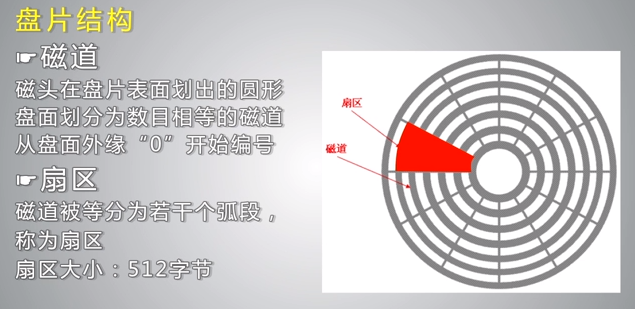 盘片结构
☛磁道
磁头在盘片表面划出的圆形
盘面划分为数目相等的磁道
从盘面外缘“0”开始编号
☛扇区
磁道被等分为若干个弧段，
称为扇区
扇区大小：512字节
扇区
磁道